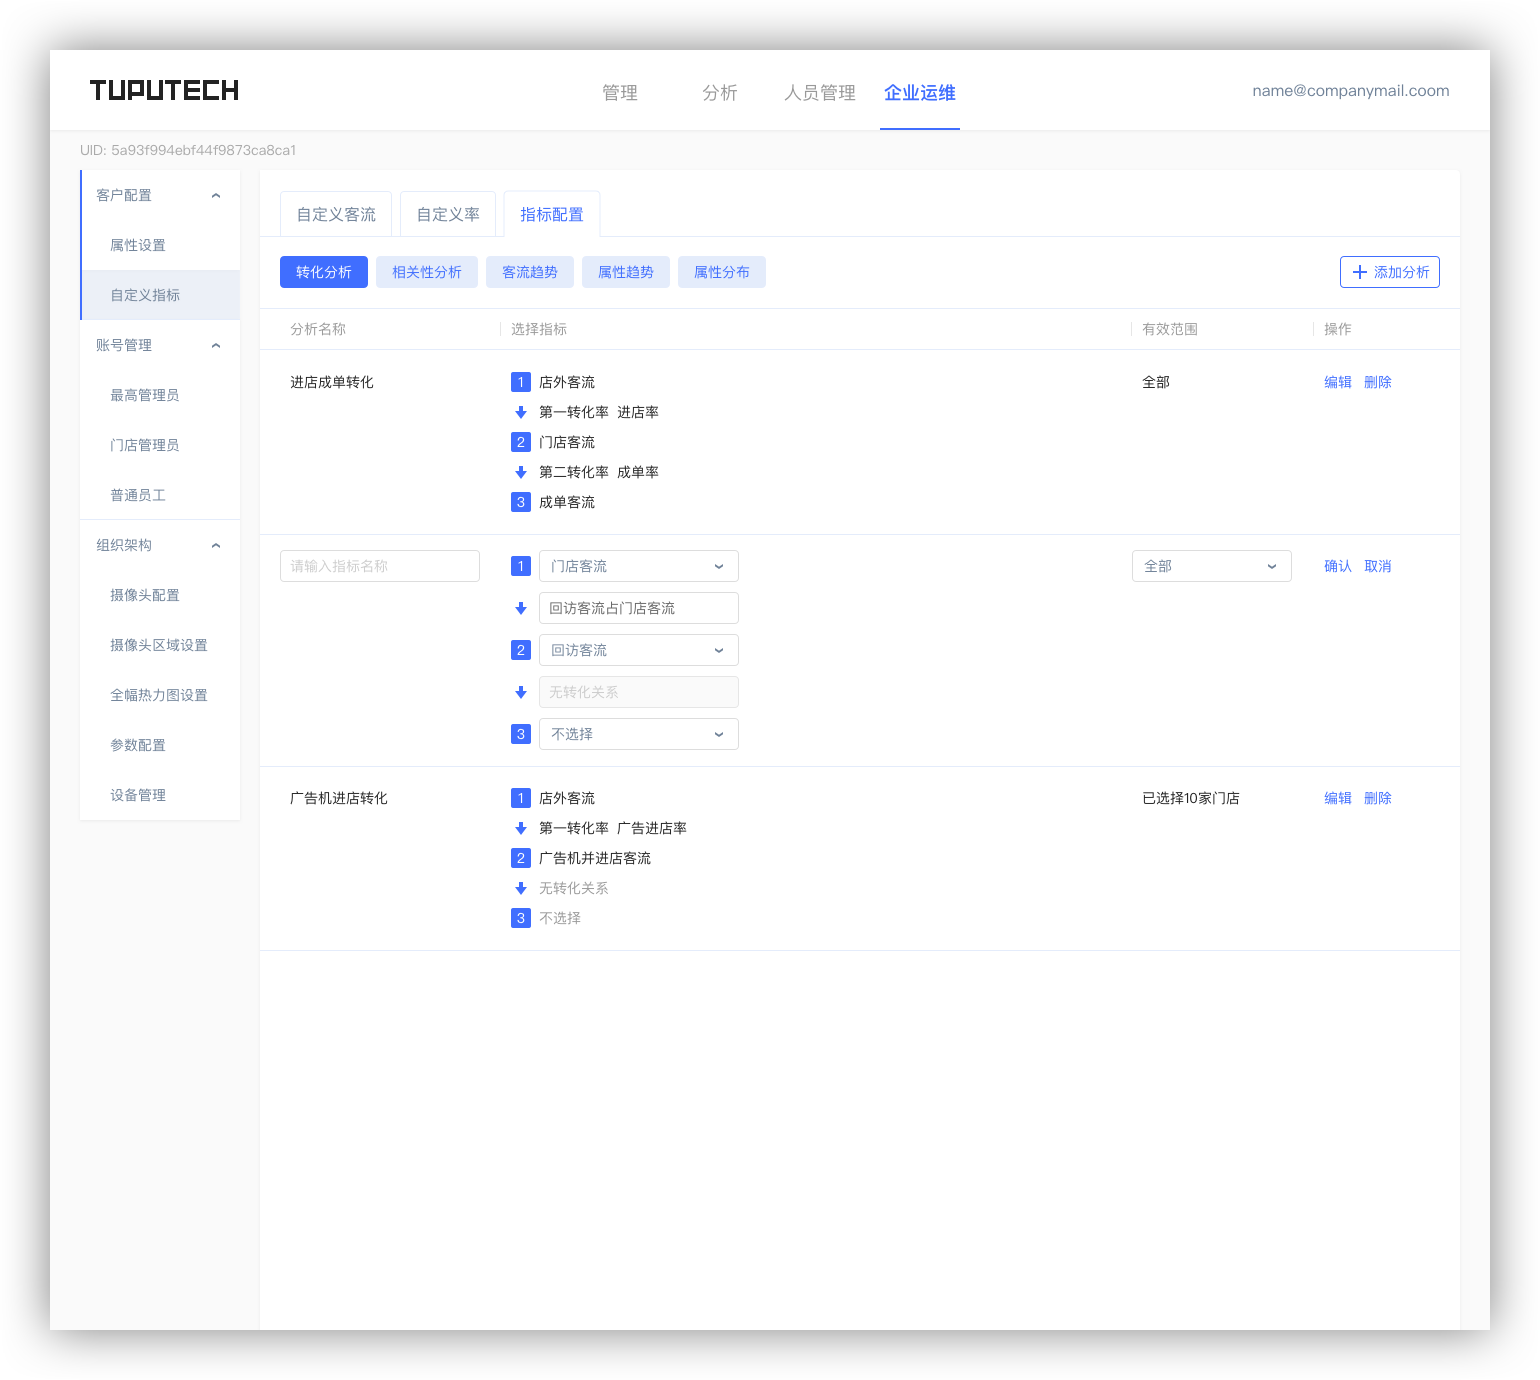 TUPUTECH
管理 分析 人员管理 企业运维
name@companymail.coom
UID: 5a93f994ebf44f9873ca8ca1
客户配置
属性设置
自定义指标
账号管理
最高管理员
门店管理员
普通员工
组织架构
摄像头配置
摄像头区域设置
全幅热力图设置
参数配置
设备管理
自定义客流 自定义率 指标配置
转化分析 相关性分析 客流趋势 属性趋势 属性分布 添加分析
分析名称 选择指标 有效范围 操作
进店成单转化 1 店外客流 全部 编辑 删除
第一转化率 进店率
2 门店客流
第二转化率 成单率
3 成单客流
请输入指标名称 1 门店客流 全部 确认 取消
回访客流占门店客流
2 回访客流
无转化关系
3 不选择
广告机进店转化 1 店外客流 已选择10家门店 编辑 删除
第一转化率 广告进店率
2 广告机并进店客流
无转化关系
3 不选择